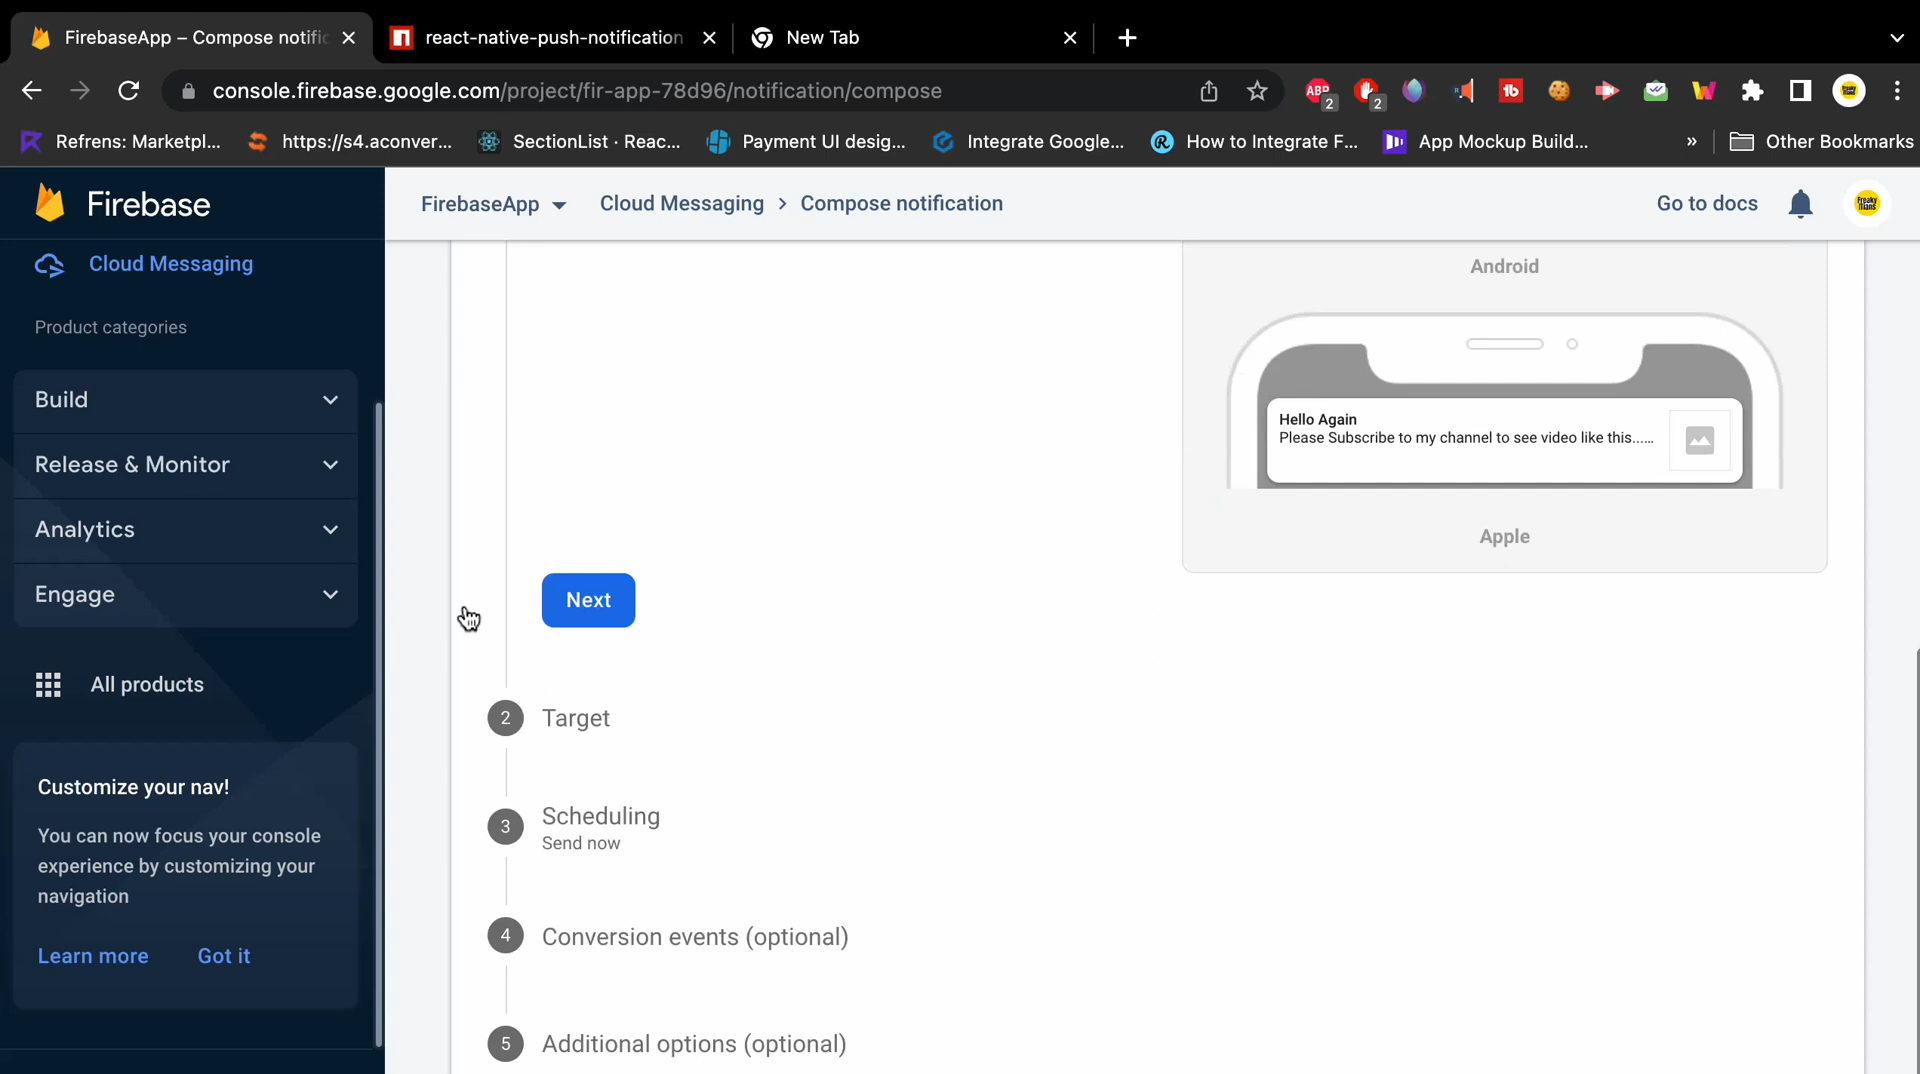 FirebaseApp – Compose notific
react-native-push-notification
New Tab
console.firebase.google.com/project/fir-app-78d96/notification/compose
ABP
2
2
Refrens: Marketpl...
https://s4.aconver...
SectionList · Reac...
Payment UI desig...
Integrate Google...
How to Integrate F...
App Mockup Build...
»
Other Bookmarks
Firebase
FirebaseApp
Cloud Messaging > Compose notification
Go to docs
Cloud Messaging
Product categories
Build
Release & Monitor
Analytics
Engage
All products
Customize your nav!
You can now focus your console
experience by customizing your
navigation
Learn more
Got it
Android
Hello Again
Please Subscribe to my channel to see video like this......
Apple
Next
2
Target
3
Scheduling
Send now
4
Conversion events (optional)
5
Additional options (optional)